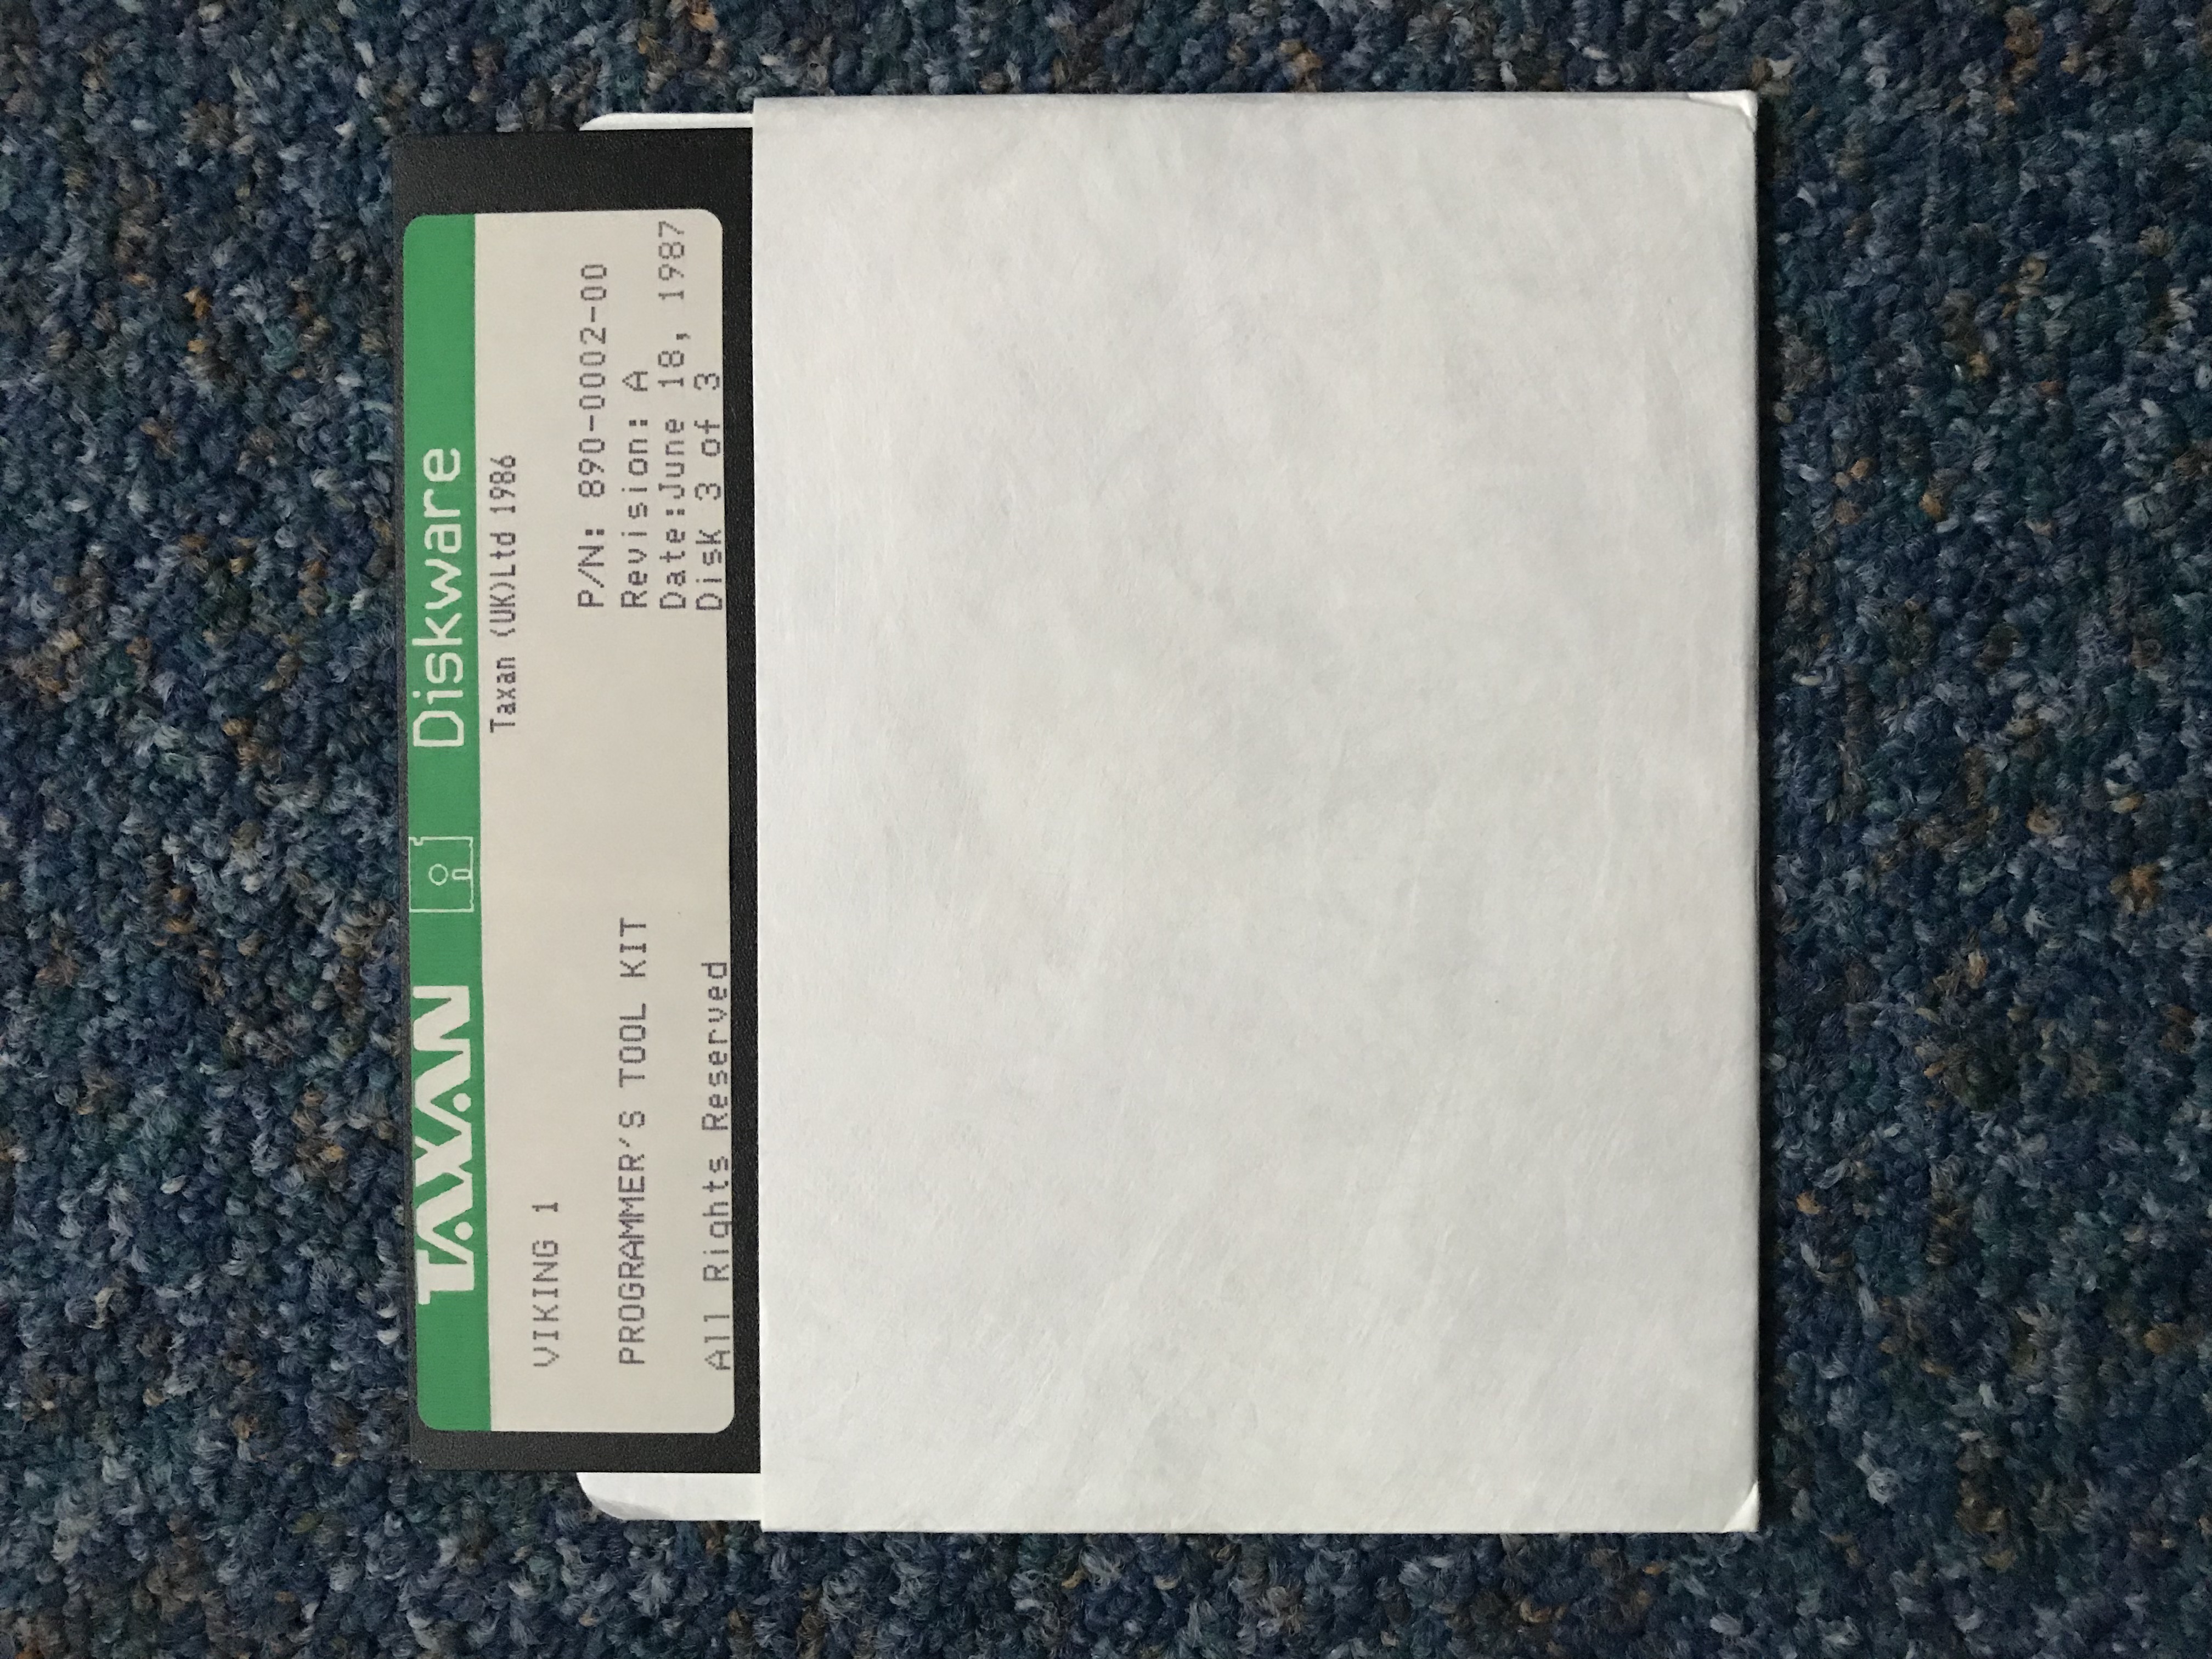 TAXAN Diskware
Taxan (UK)Ltd 1986
VIKING 1
P/N: 890-0002-00
PROGRAMMER'S TOOL KIT
Revision: A
Date:June 18, 1987
All Rights Reserved
Disk 3 of 3